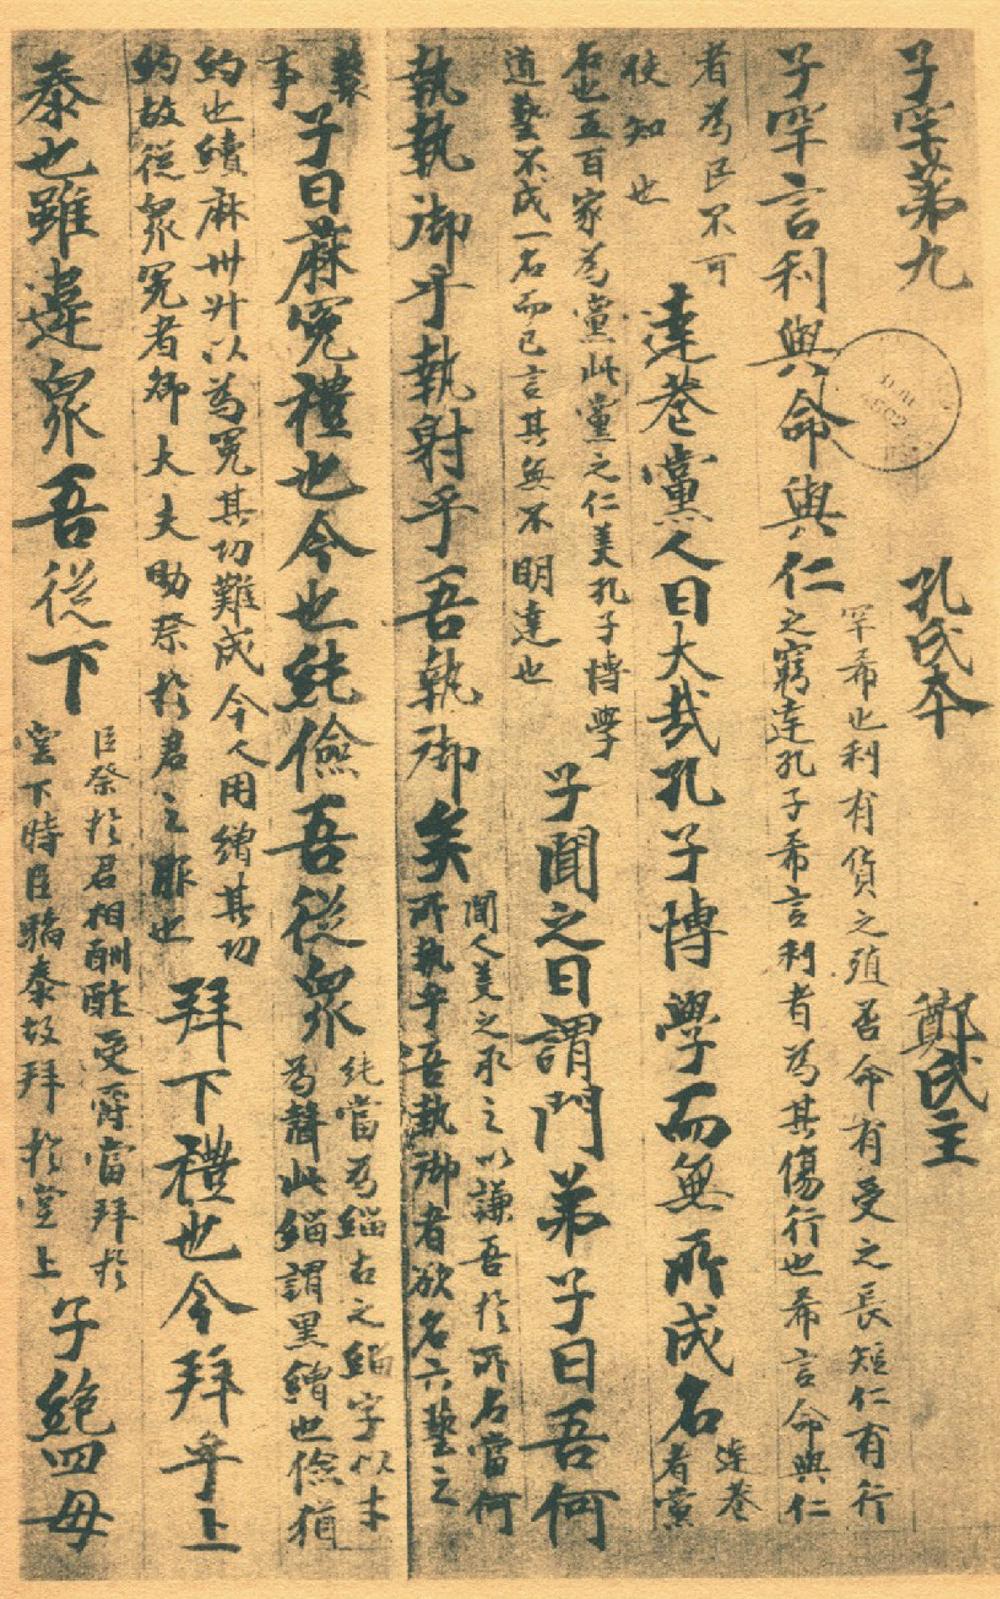 子罕苐九 孔氏本 鄭氏主
子罕言利與命與仁
罕希也利有貨之殖否命有受之長短仁有行
之窮達孔子希言利者為其傷行也希言命與仁
者為民不可
使知也
達巷黨人曰大哉孔子博學而無所成名
達巷
者黨
名也五百家為黨此黨之仁美孔子博學
道藝不成一名而已言其無不明達也
子聞之曰謂門弟子曰吾何
執執御乎執射乎吾執御矣
聞人美之承之以謙吾於所名當何
所執乎吾執御者欲名六藝之
褻
事
子曰麻冕禮也今也純儉吾從眾
純當為緇古之緇字以才
為聲此緇謂黑繒也儉猶
約也績麻卅升以為冕其功難成今人用繒其功
約故從眾冕者卿大夫助祭於君之服也
拜下禮也今拜乎上
泰也雖違眾吾從下
臣祭於君相酬酢受爵當拜於
堂下時臣驕泰故拜於堂上
子絕四毋